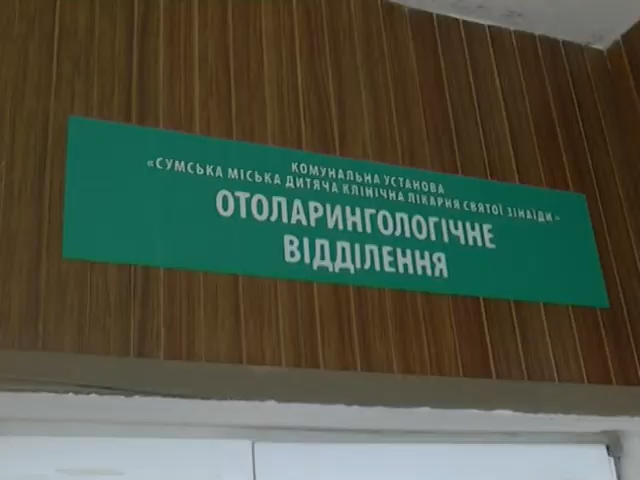 КОМУНАЛЬНА УСТАНОВА
«СУМСЬКА МІСЬКА ДИТЯЧА КЛІНІЧНА ЛІКАРНЯ СВЯТОЇ ЗІНАЇДИ»
ОТОЛАРИНГОЛОГІЧНЕ
ВІДДІЛЕННЯ